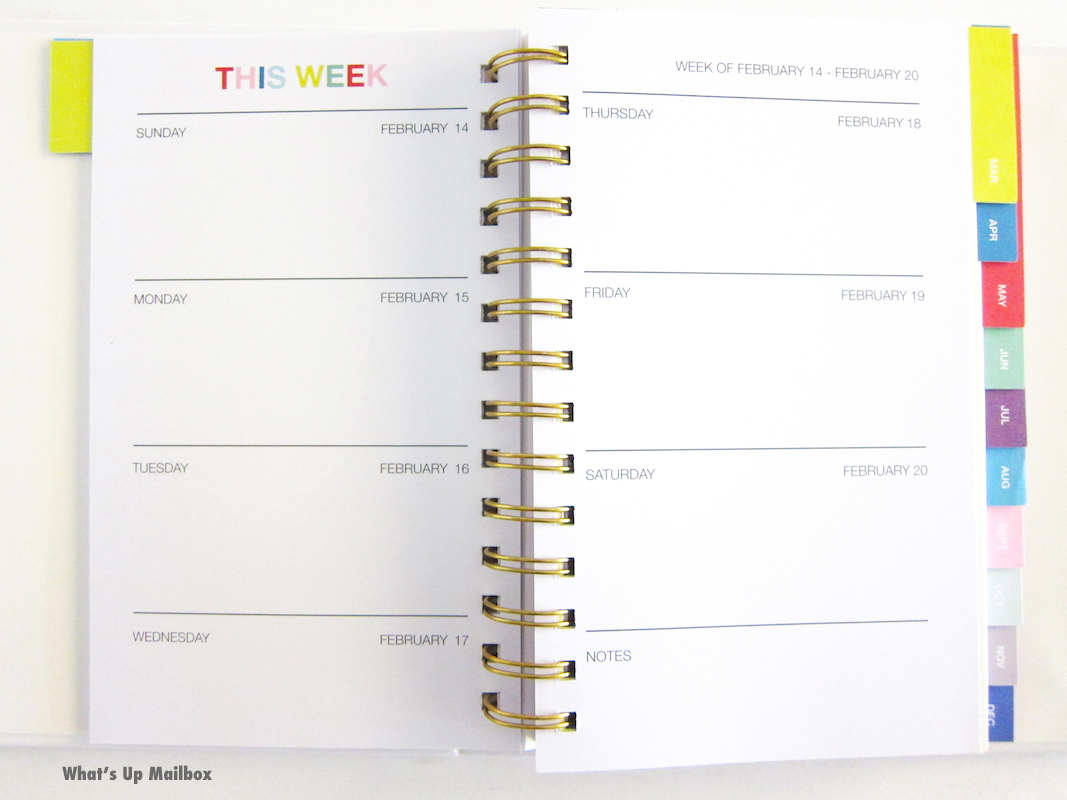 THIS WEEK
SUNDAY FEBRUARY 14
MONDAY FEBRUARY 15
TUESDAY FEBRUARY 16
WEDNESDAY FEBRUARY 17
WEEK OF FEBRUARY 14 - FEBRUARY 20
THURSDAY FEBRUARY 18
FRIDAY FEBRUARY 19
SATURDAY FEBRUARY 20
NOTES
MAR
APR
MAY
JUN
JUL
AUG
SEPT
OCT
NOV
DEC
What's Up Mailbox